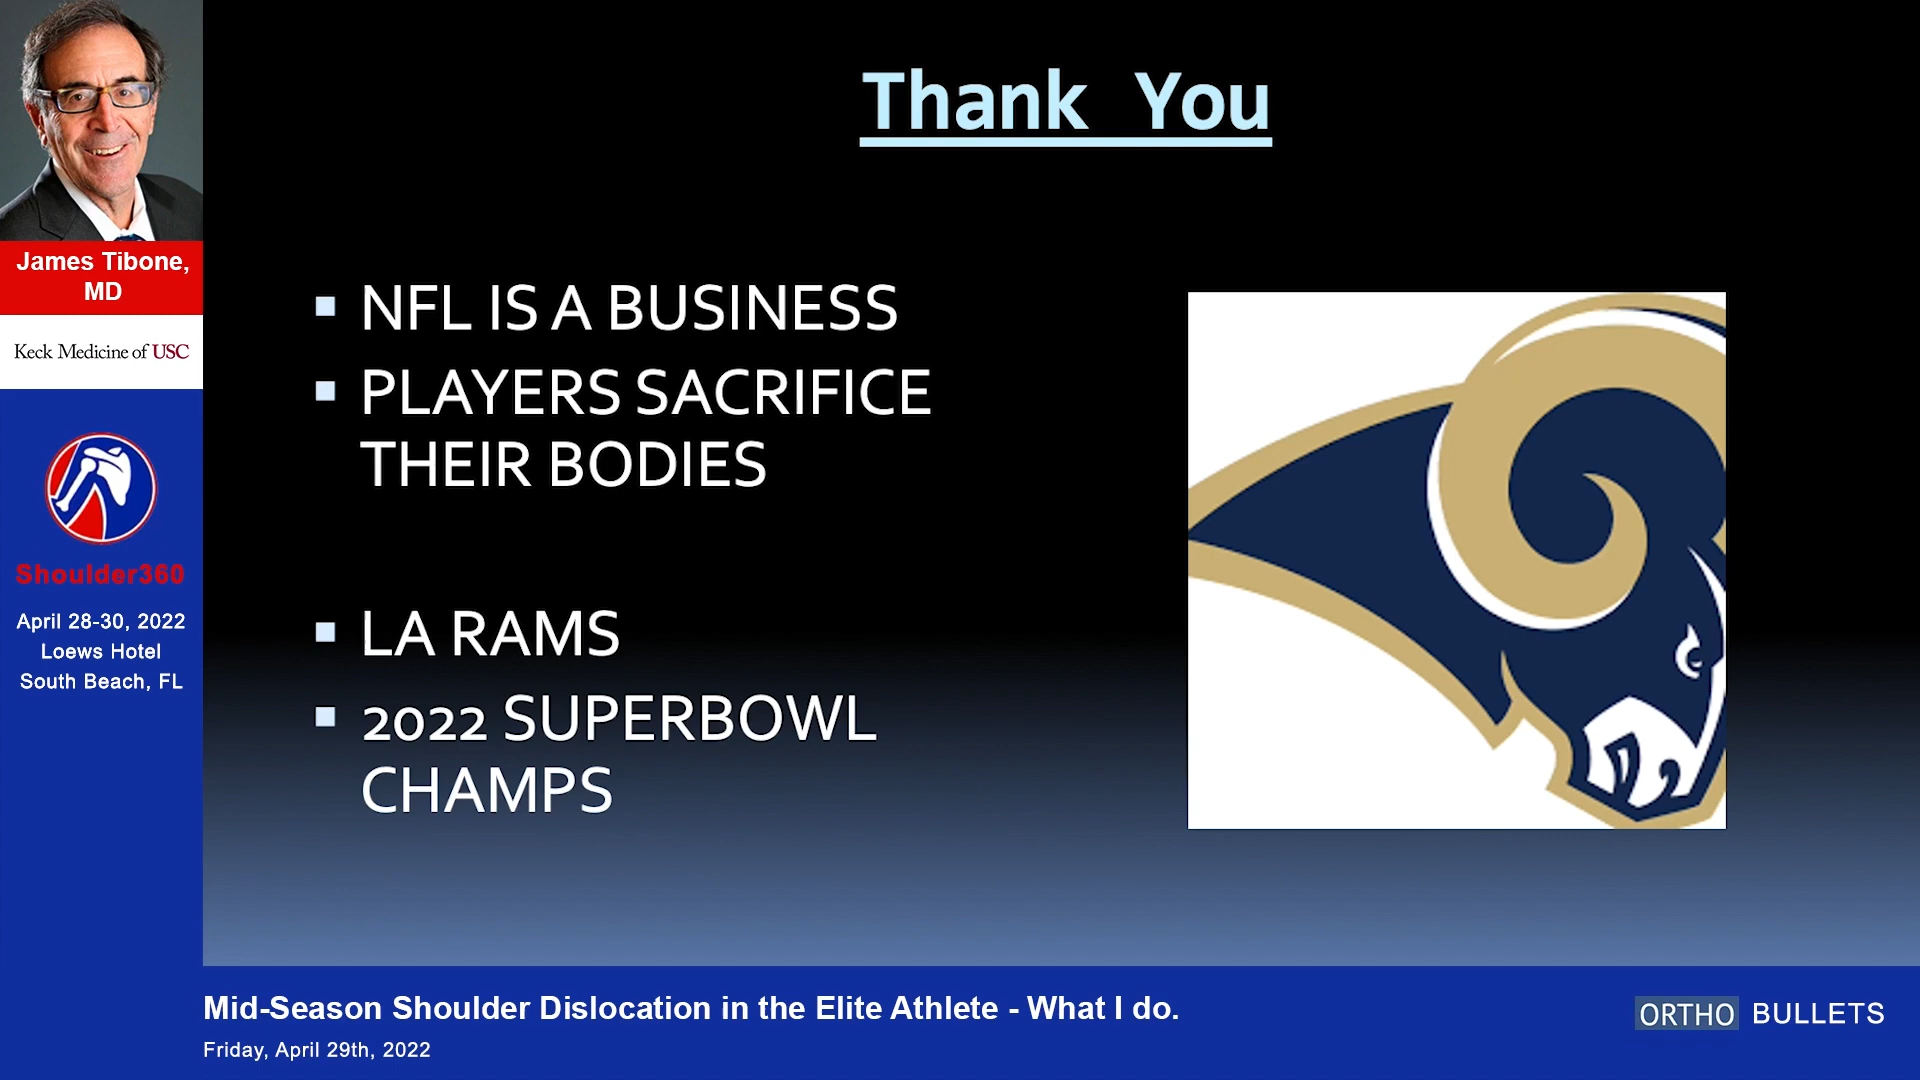 Thank You
NFL IS A BUSINESS
PLAYERS SACRIFICE
THEIR BODIES
LA RAMS
2022 SUPERBOWL
CHAMPS
James Tibone,
MD
Keck Medicine of USC
Shoulder360
April 28-30, 2022
Loews Hotel
South Beach, FL
Mid-Season Shoulder Dislocation in the Elite Athlete - What I do.
Friday, April 29th, 2022
ORTHO BULLETS